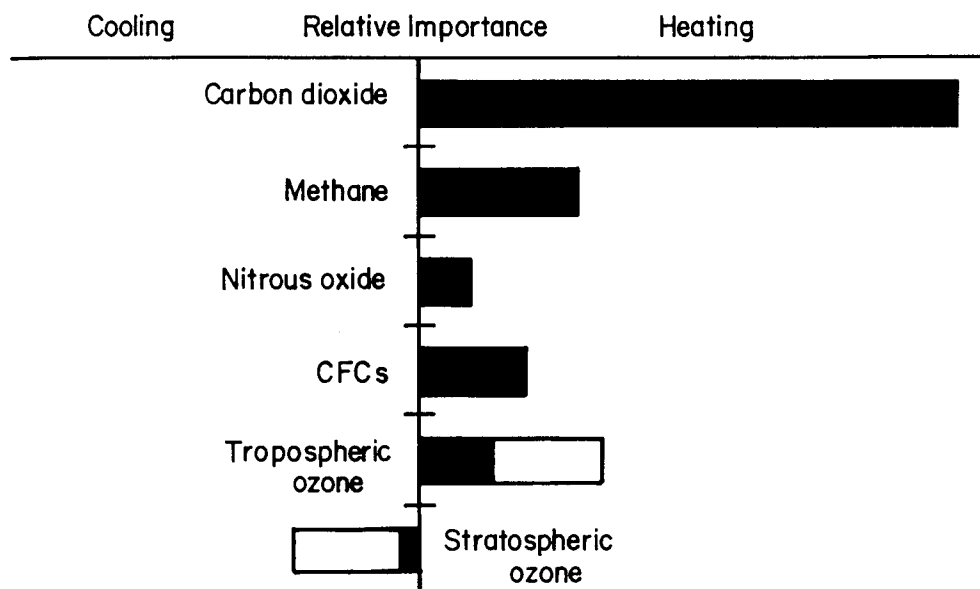 Cooling Relative Importance Heating
Carbon dioxide
Methane
Nitrous oxide
CFCs
Tropospheric
ozone
Stratospheric
ozone